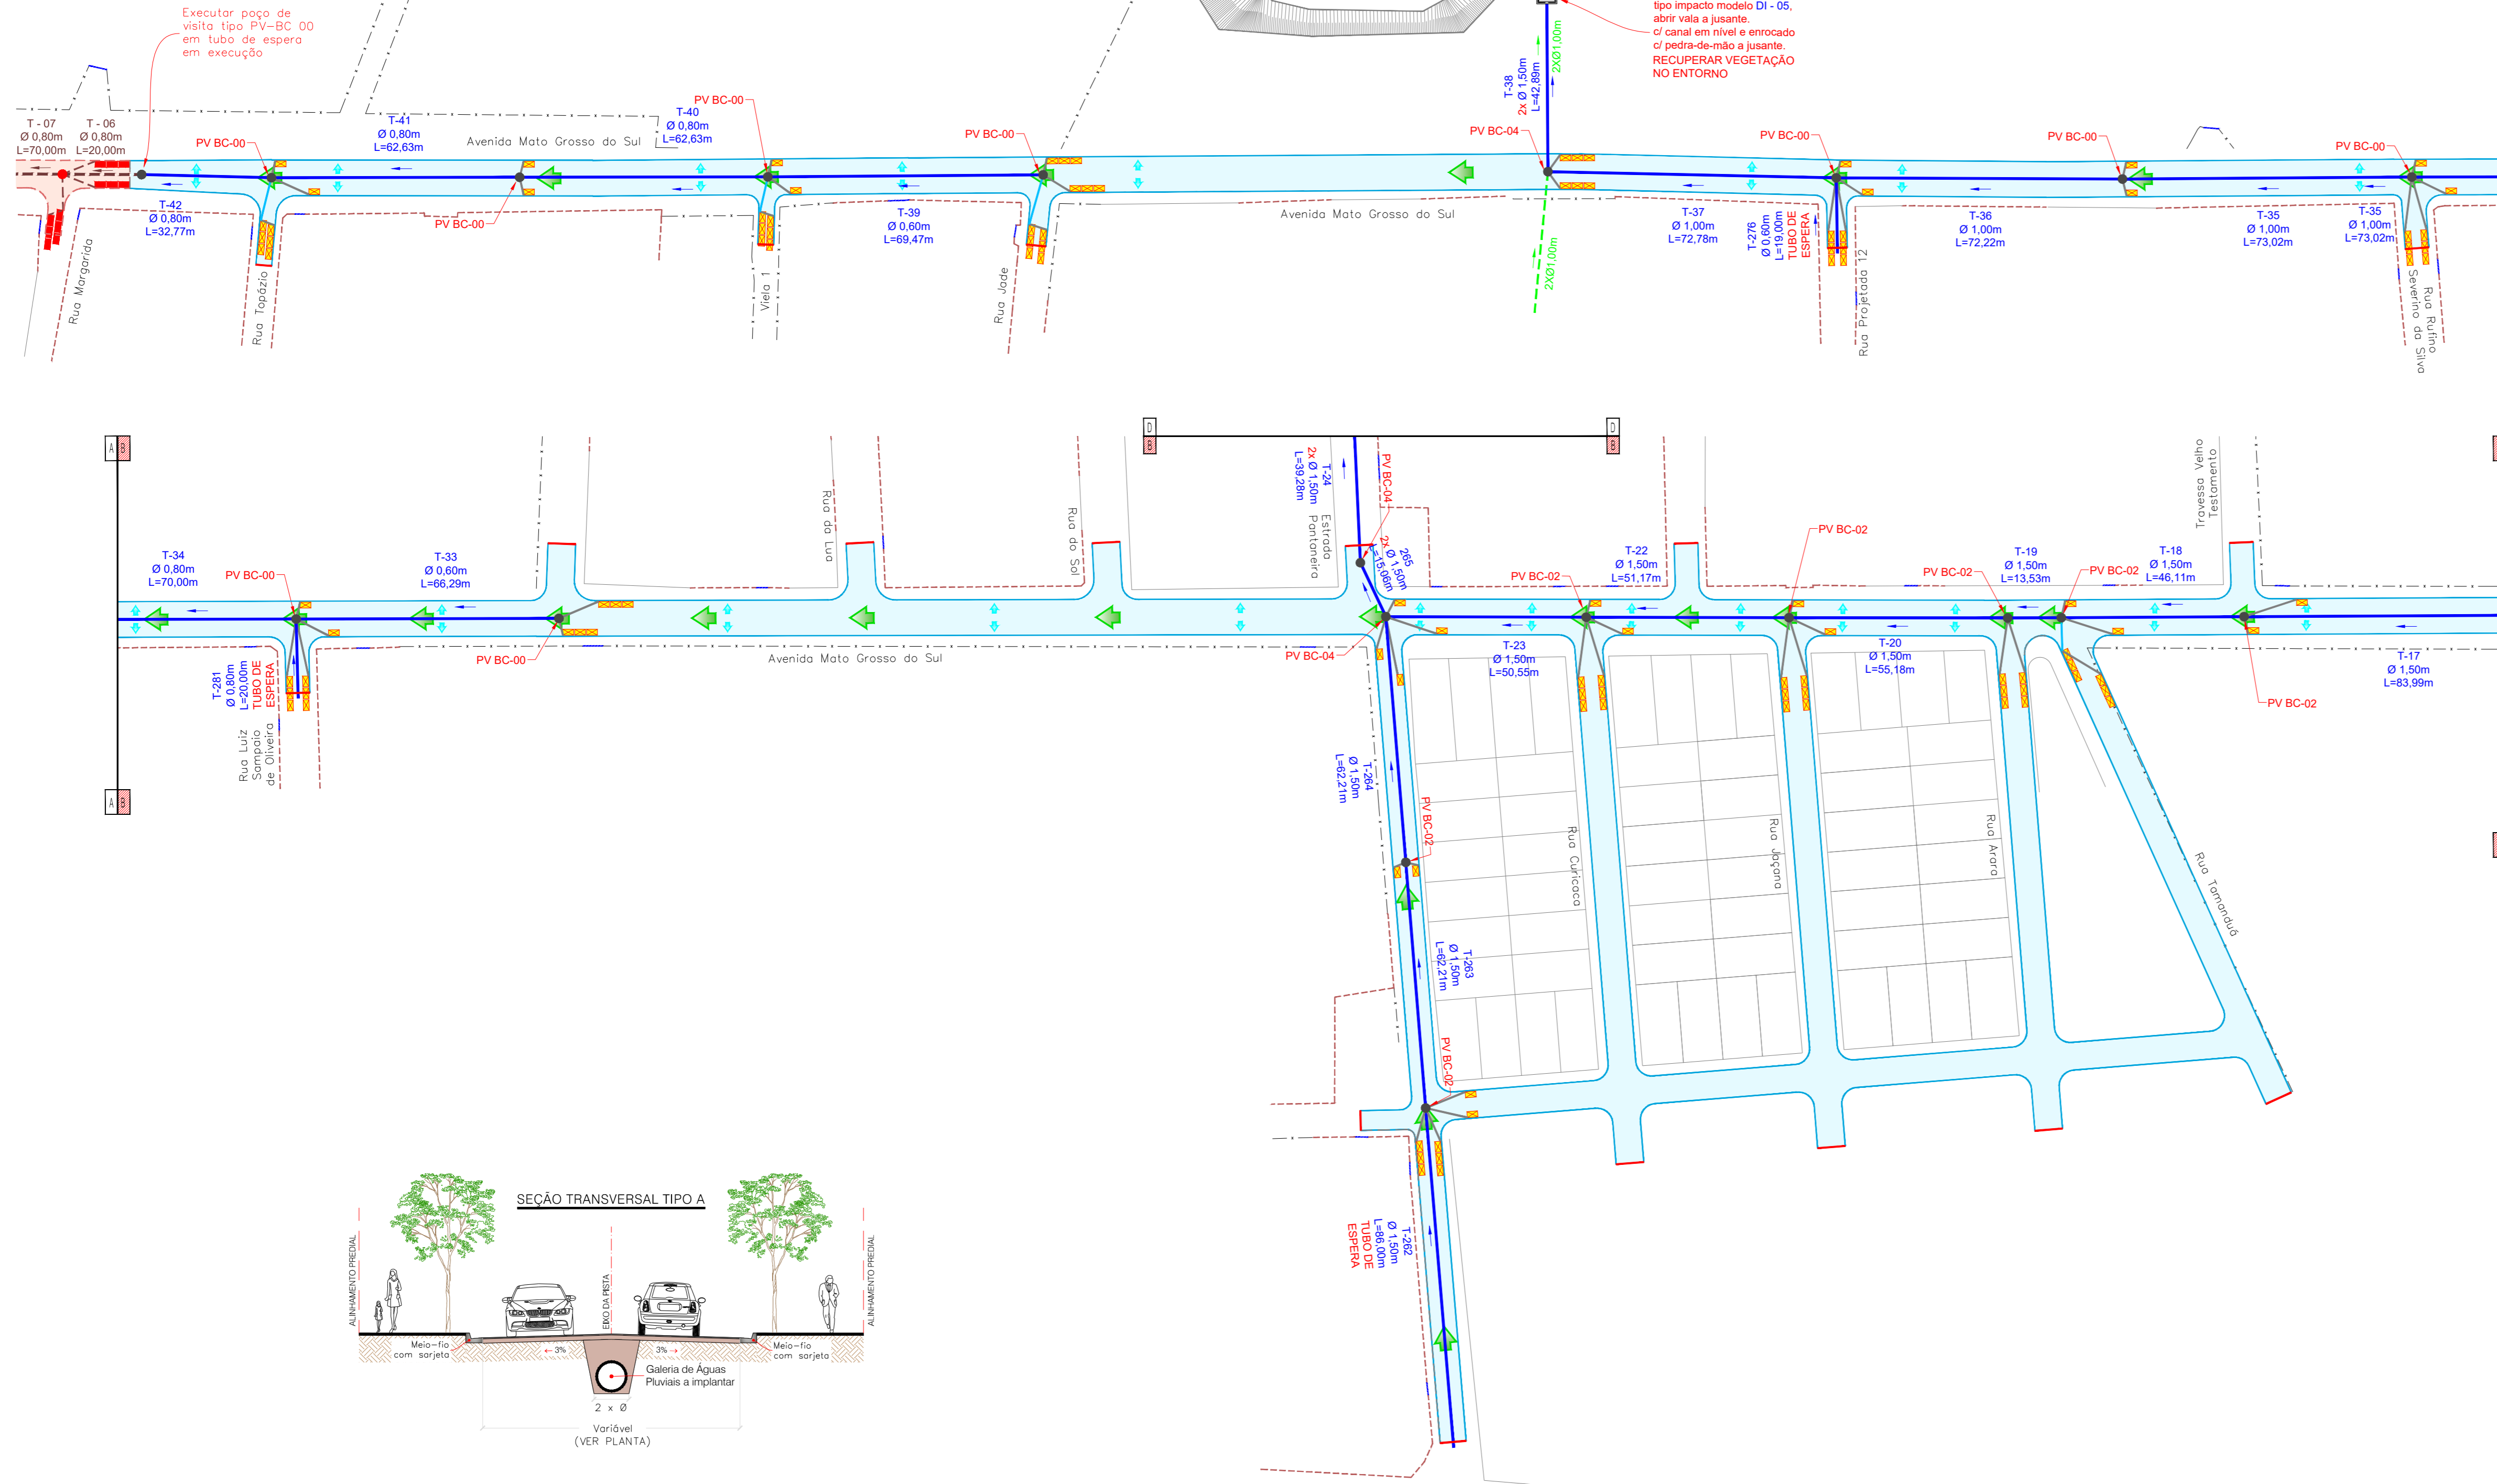 Executar poço de
visita tipo PV-BC 00
em tubo de espera
em execução
tipo impacto modelo DI - 05,
abrir vala a jusante.
c/ canal em nível e enrocado
c/ pedra-de-mão a jusante.
RECUPERAR VEGETAÇÃO
NO ENTORNO
2XØ1,00m
T-38
2x Ø 1,50m
L=42,89m
T - 07
Ø 0,80m
L=70,00m
T - 06
Ø 0,80m
L=20,00m
PV BC-00
T-41
Ø 0,80m
L=62,63m
Avenida Mato Grosso do Sul
T-40
Ø 0,80m
L=62,63m
PV BC-00
PV BC-00
PV BC-04
PV BC-00
PV BC-00
PV BC-00
T-42
Ø 0,80m
L=32,77m
PV BC-00
T-39
Ø 0,60m
L=69,47m
Avenida Mato Grosso do Sul
2XØ1,00m
T-37
Ø 1,00m
L=72,78m
T-276
Ø 0,60m
L=19,00m
TUBO DE
ESPERA
T-36
Ø 1,00m
L=72,22m
T-35
Ø 1,00m
L=73,02m
T-35
Ø 1,00m
L=73,02m
Rua Margarida
Rua Topázio
Viela 1
Rua Jade
Rua Projetada 12
Rua Rufino
Severino da Silva
A B
D
B
D
B
T-34
Ø 0,80m
L=70,00m
PV BC-00
T-33
Ø 0,60m
L=66,29m
Rua da Lua
Rua do Sol
Estrada
Pantaneira
T-24
2x Ø 1,50m
L=39,28m
PV BC-04
265
2x Ø 1,50m
L=15,06m
PV BC-02
T-22
Ø 1,50m
L=51,17m
PV BC-02
PV BC-02
T-19
Ø 1,50m
L=13,53m
PV BC-02
T-18
Ø 1,50m
L=46,11m
Travessa Velho
Testamento
T-281
Ø 0,80m
L=20,00m
TUBO DE
ESPERA
PV BC-00
Avenida Mato Grosso do Sul
PV BC-04
T-23
Ø 1,50m
L=50,55m
T-20
Ø 1,50m
L=55,18m
T-17
Ø 1,50m
L=83,99m
PV BC-02
Rua Luiz
Sampaio
de Oliveira
A B
T-264
Ø 1,50m
L=62,21m
PV BC-02
Rua Curicaca
Rua Jaçana
Rua Arara
Rua Tamanduá
T-263
Ø 1,50m
L=62,21m
PV BC-02
T-262
Ø 1,50m
L=86,00m
TUBO DE
ESPERA
SEÇÃO TRANSVERSAL TIPO A
ALINHAMENTO PREDIAL
EIXO DA PISTA
ALINHAMENTO PREDIAL
Meio-fio
com sarjeta
← 3%
3% →
Meio-fio
com sarjeta
Galeria de Águas
Pluviais a implantar
2 x Ø
Variável
(VER PLANTA)